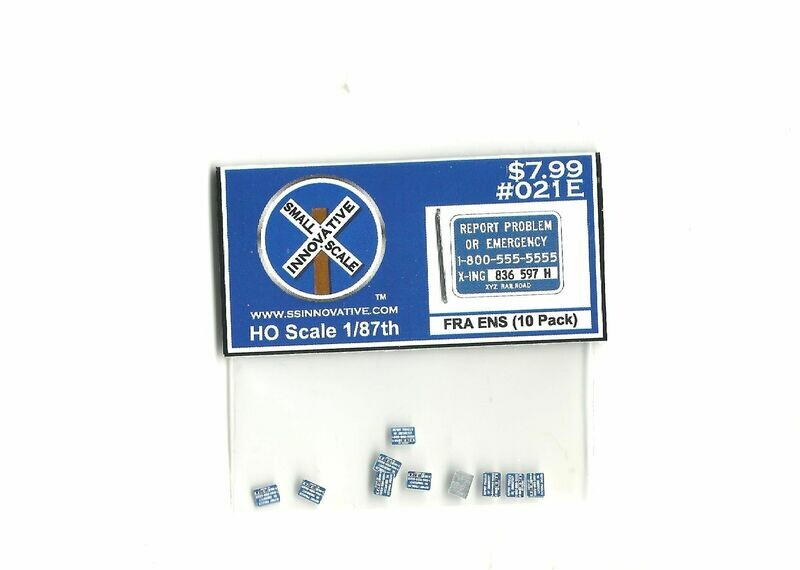 $7.99
#021E
SMALL SCALE
INNOVATIVE
TM
WWW.SSINNOVATIVE.COM
HO Scale 1/87th
REPORT PROBLEM
OR EMERGENCY
1-800-555-5555
X-ING 836 597 H
XYZ RAILROAD
FRA ENS (10 Pack)